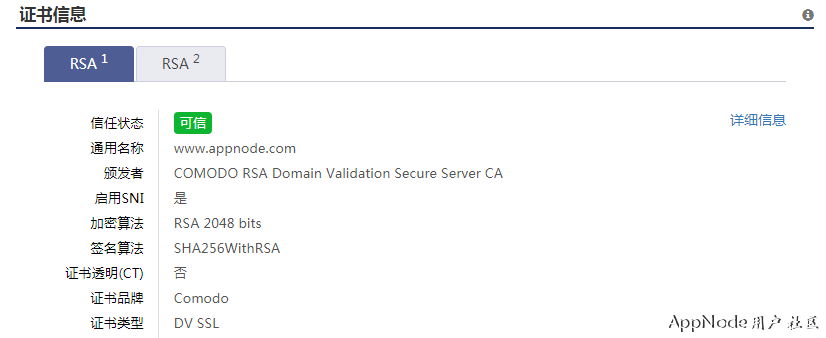 证书信息
RSA 1 RSA 2
信任状态 可信 详细信息
通用名称 www.appnode.com
颁发者 COMODO RSA Domain Validation Secure Server CA
启用SNI 是
加密算法 RSA 2048 bits
签名算法 SHA256WithRSA
证书透明(CT) 否
证书品牌 Comodo
证书类型 DV SSL
AppNode用户社区